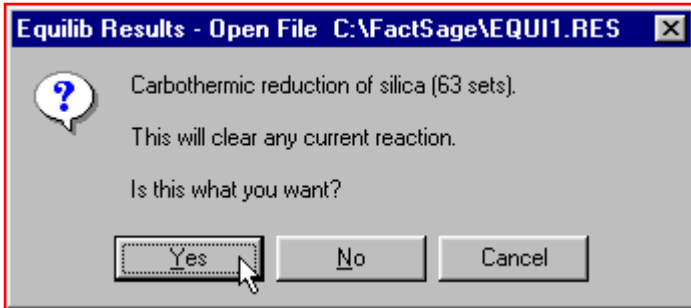 Equilib Results - Open File C:\FactSage\EQUI1.RES
Carbothermic reduction of silica (63 sets).
This will clear any current reaction.
Is this what you want?
Yes No Cancel